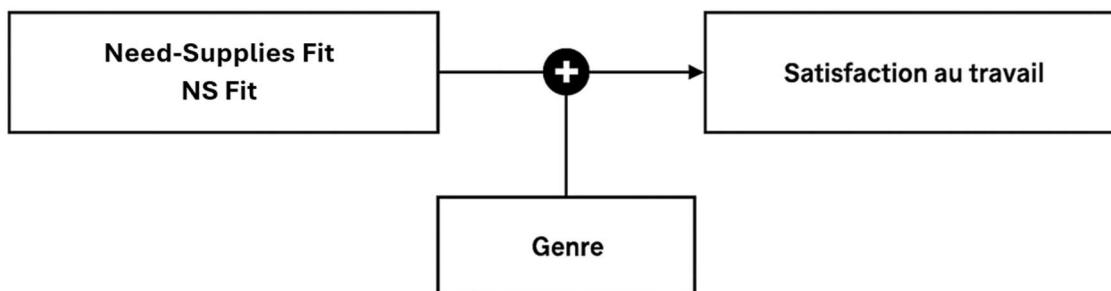 Need-Supplies Fit
NS Fit
Satisfaction au travail
Genre